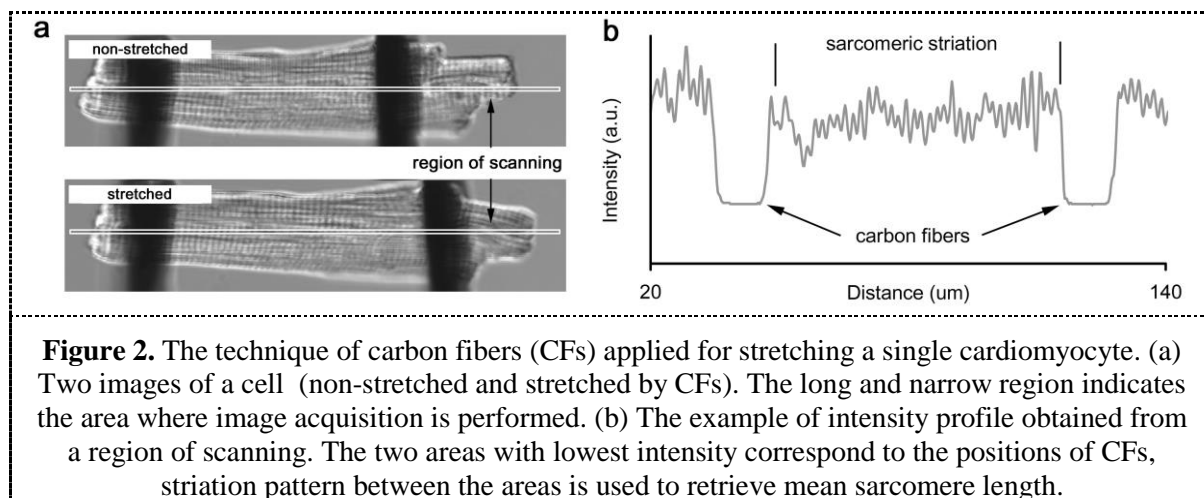 a
non-stretched
region of scanning
stretched
b
sarcomeric striation
Intensity (a.u.)
carbon fibers
20
Distance (um)
140
Figure 2. The technique of carbon fibers (CFs) applied for stretching a single cardiomyocyte. (a)
Two images of a cell (non-stretched and stretched by CFs). The long and narrow region indicates
the area where image acquisition is performed. (b) The example of intensity profile obtained from
a region of scanning. The two areas with lowest intensity correspond to the positions of CFs,
striation pattern between the areas is used to retrieve mean sarcomere length.